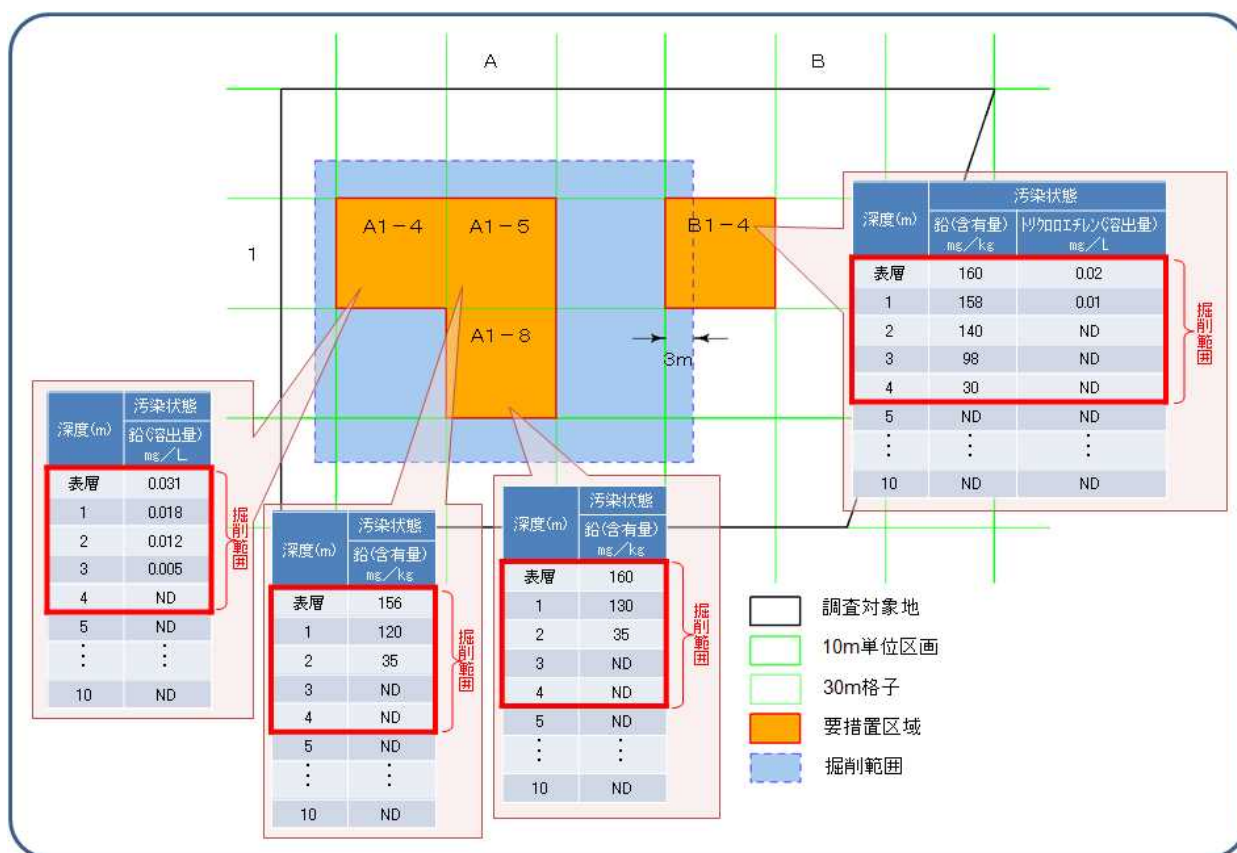 A
B
1
A1-4
A1-5
B1-4
A1-8
3m
深度(m)
汚染状態
鉛(含有量) mg/kg
トリクロロエチレン(溶出量) mg/L
表層 160 0.02
1 158 0.01
2 140 ND
3 98 ND
4 30 ND
5 ND ND
⋮ ⋮ ⋮
10 ND ND
掘削範囲
深度(m)
汚染状態
鉛(溶出量)
mg/L
表層 0.031
1 0.018
2 0.012
3 0.005
4 ND
5 ND
⋮ ⋮
10 ND
掘削範囲
深度(m)
汚染状態
鉛(含有量)
mg/kg
表層 156
1 120
2 35
3 ND
4 ND
5 ND
⋮ ⋮
10 ND
掘削範囲
深度(m)
汚染状態
鉛(含有量)
mg/kg
表層 160
1 130
2 35
3 ND
4 ND
5 ND
⋮ ⋮
10 ND
掘削範囲
調査対象地
10m単位区画
30m格子
要措置区域
掘削範囲